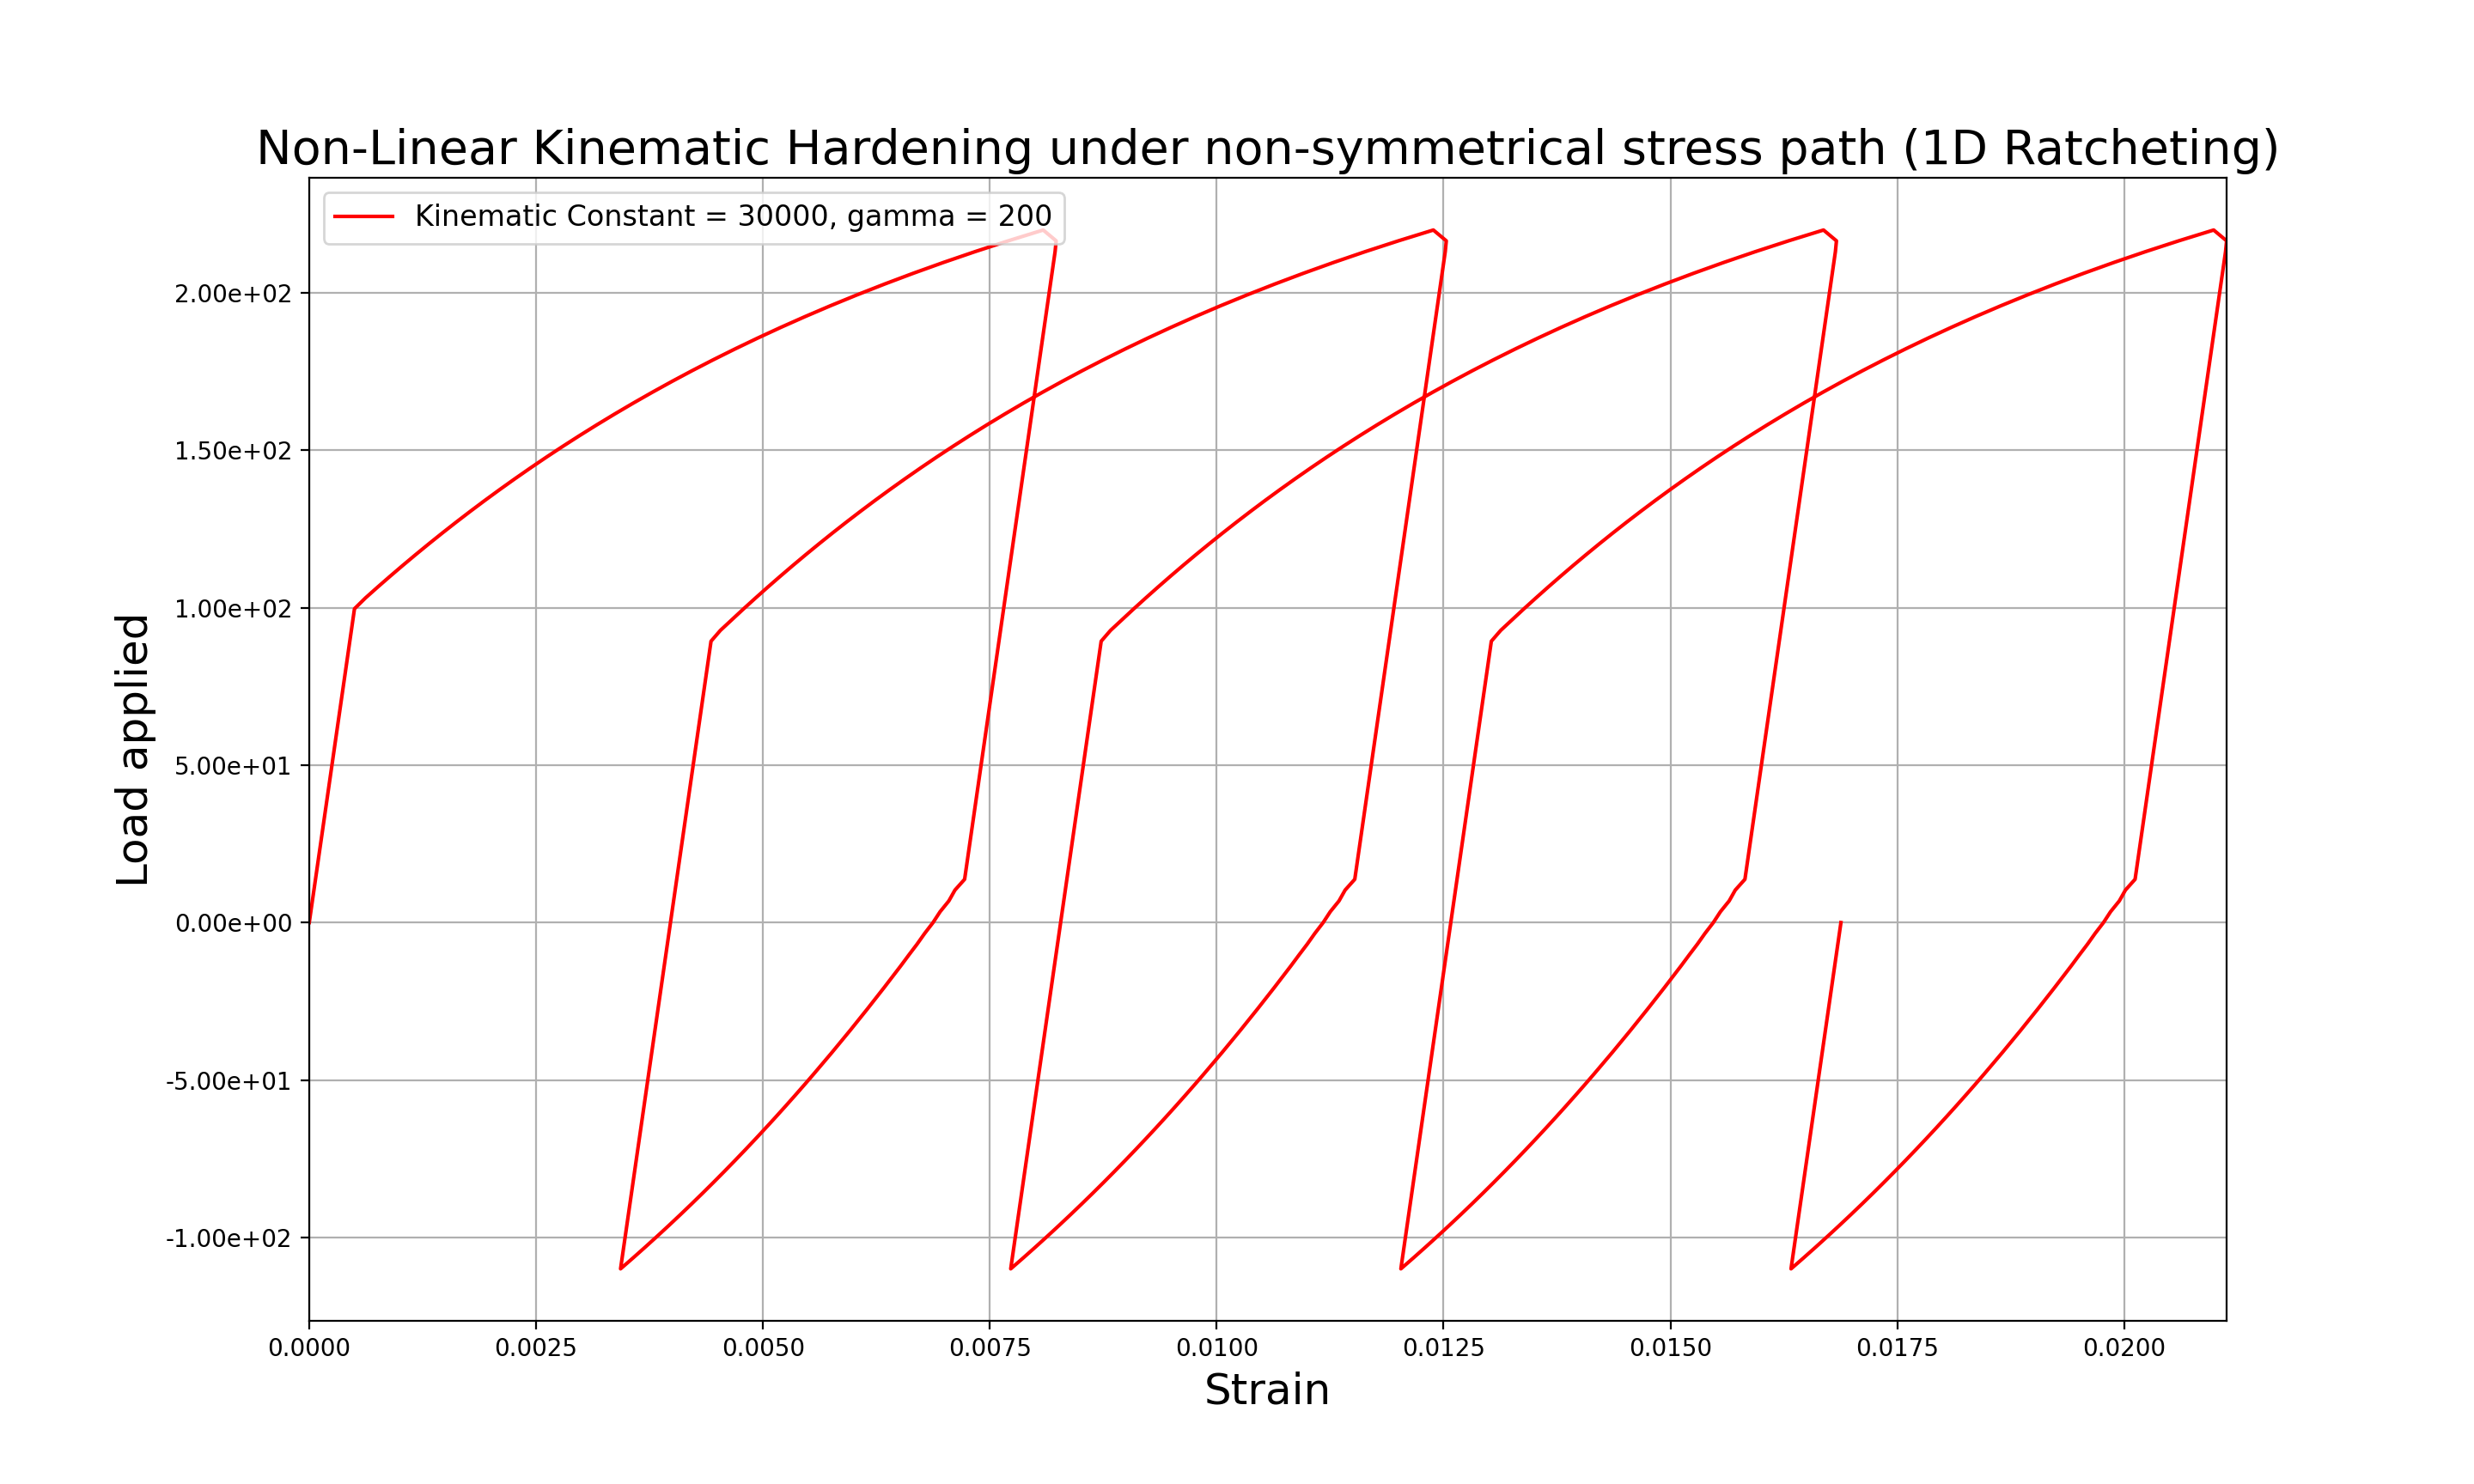 Non-Linear Kinematic Hardening under non-symmetrical stress path (1D Ratcheting)
Kinematic Constant = 30000, gamma = 200
Load applied
2.00e+02
1.50e+02
1.00e+02
5.00e+01
0.00e+00
-5.00e+01
-1.00e+02
0.0000 0.0025 0.0050 0.0075 0.0100 0.0125 0.0150 0.0175 0.0200
Strain